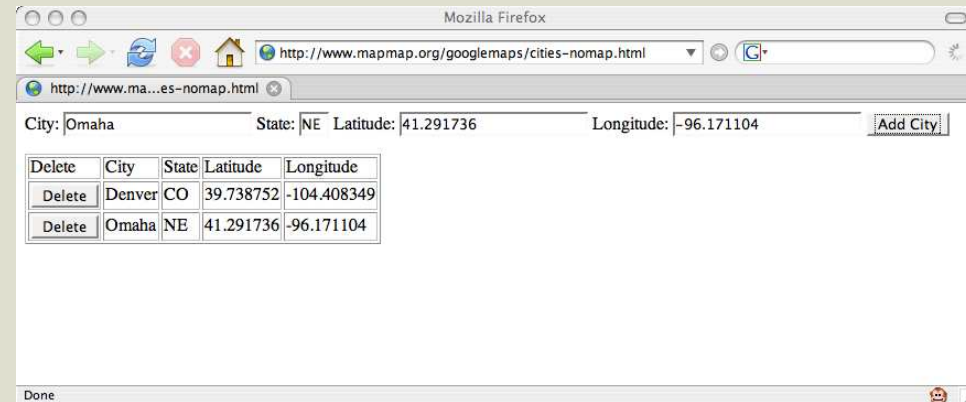 Mozilla Firefox
http://www.mapmap.org/googlemaps/cities-nomap.html G
http://www.ma...es-nomap.html
City: Omaha State: NE Latitude: 41.291736 Longitude: -96.171104 Add City
Delete City State Latitude Longitude
Delete Denver CO 39.738752 -104.408349
Delete Omaha NE 41.291736 -96.171104
Done